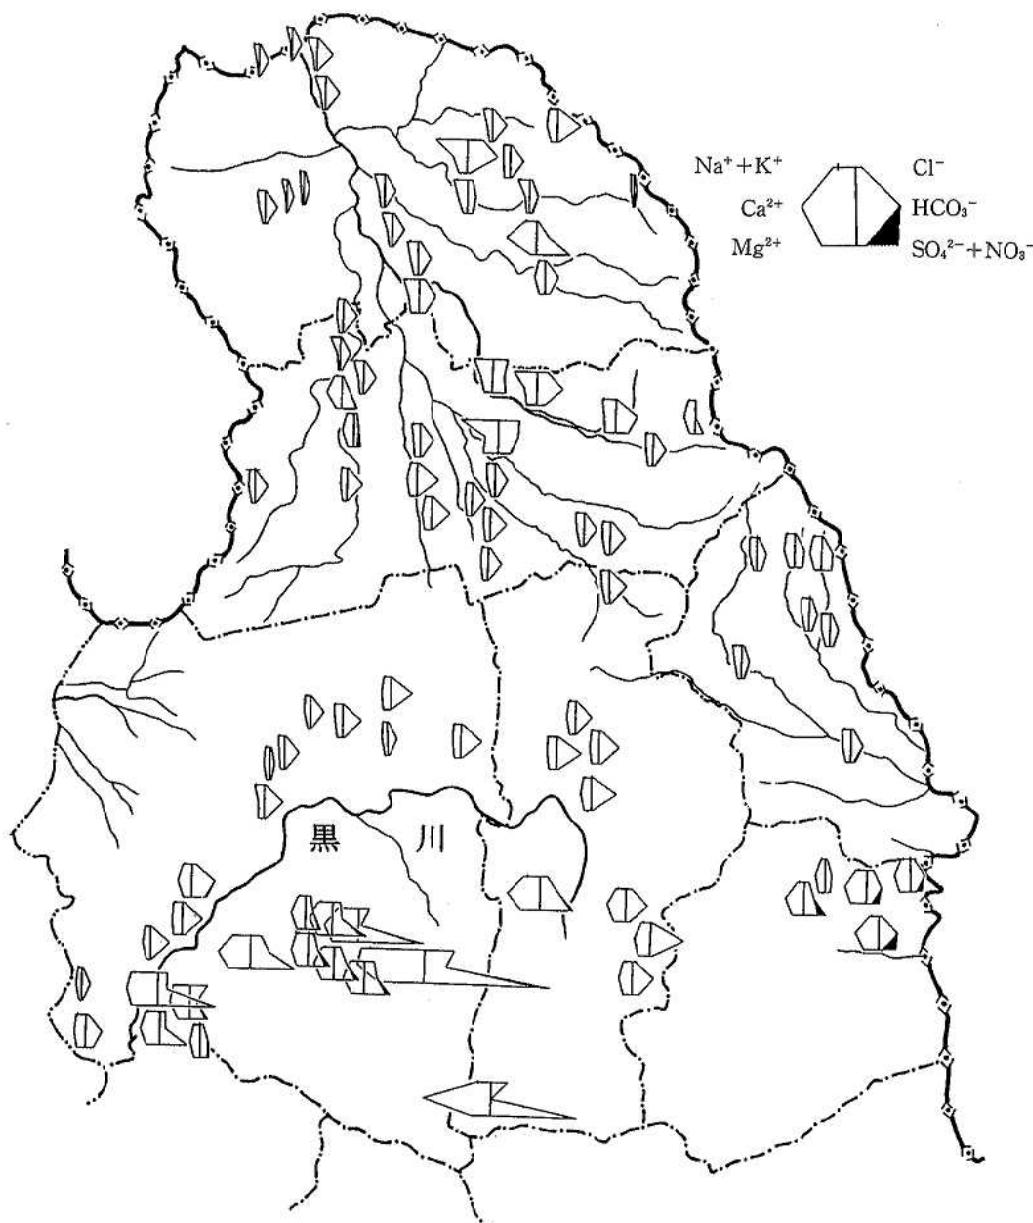 Na⁺+K⁺ Cl⁻
Ca²⁺ HCO₃⁻
Mg²⁺ SO₄²⁻+NO₃⁻
黒川